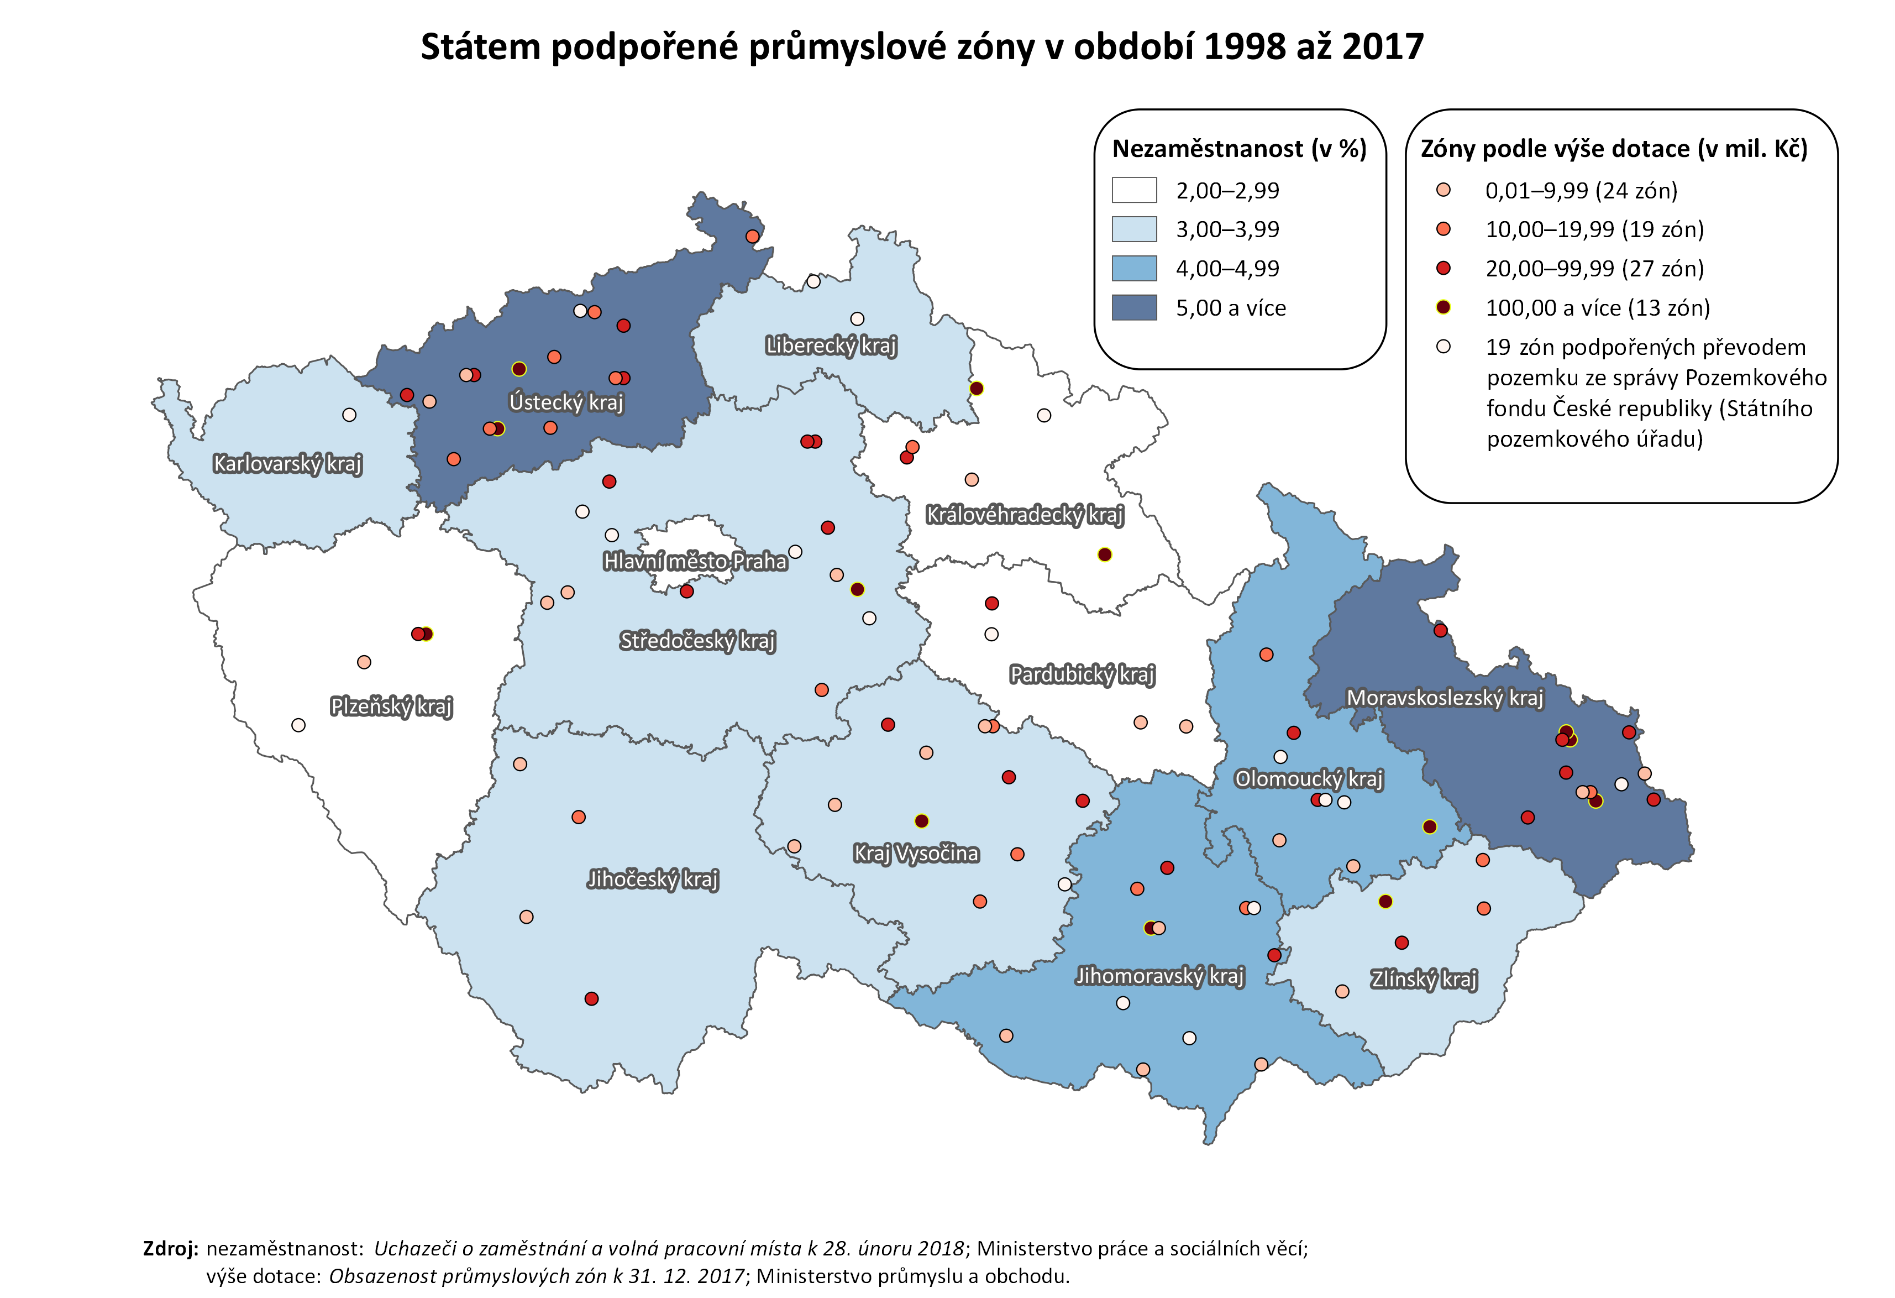 Státem podpořené průmyslové zóny v období 1998 až 2017
Nezaměstnanost (v %)
2,00–2,99
3,00–3,99
4,00–4,99
5,00 a více
Zóny podle výše dotace (v mil. Kč)
0,01–9,99 (24 zón)
10,00–19,99 (19 zón)
20,00–99,99 (27 zón)
100,00 a více (13 zón)
19 zón podpořených převodem
pozemku ze správy Pozemkového
fondu České republiky (Státního
pozemkového úřadu)
Liberecký kraj
Ústecký kraj
Karlovarský kraj
Královéhradecký kraj
Hlavní město Praha
Středočeský kraj
Pardubický kraj
Moravskoslezský kraj
Plzeňský kraj
Olomoucký kraj
Kraj Vysočina
Jihočeský kraj
Jihomoravský kraj
Zlínský kraj
Zdroj: nezaměstnanost: Uchazeči o zaměstnání a volná pracovní místa k 28. únoru 2018; Ministerstvo práce a sociálních věcí;
výše dotace: Obsazenost průmyslových zón k 31. 12. 2017; Ministerstvo průmyslu a obchodu.